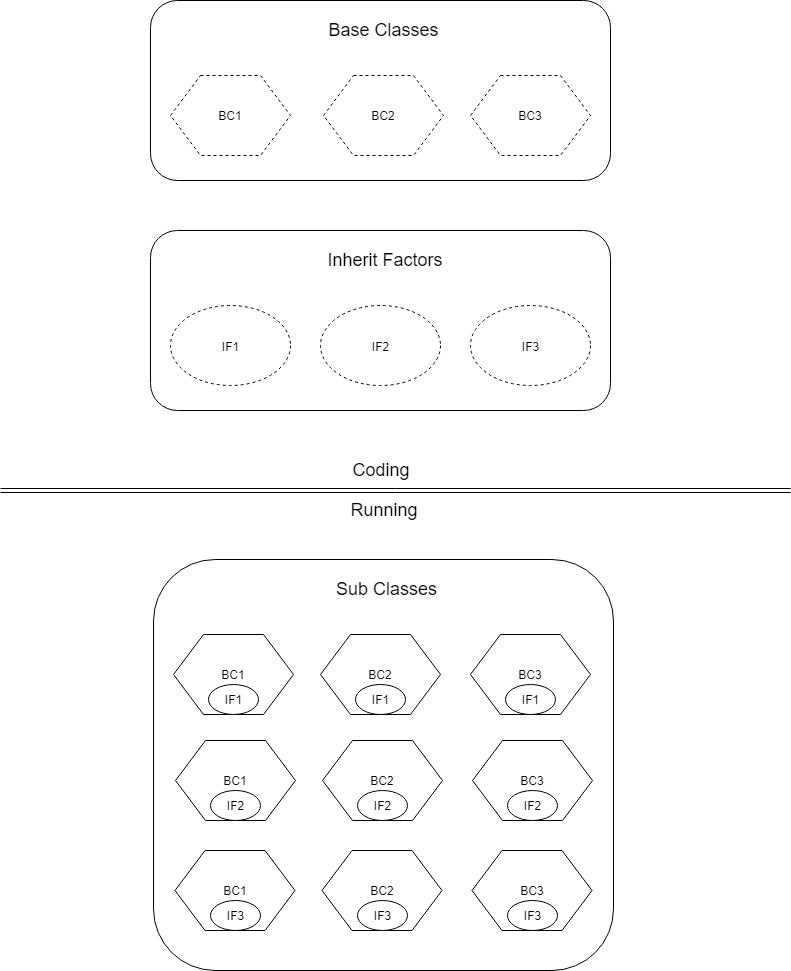 Base Classes
BC1 BC2 BC3
Inherit Factors
IF1 IF2 IF3
Coding
Running
Sub Classes
BC1 BC2 BC3
IF1 IF1 IF1
BC1 BC2 BC3
IF2 IF2 IF2
BC1 BC2 BC3
IF3 IF3 IF3